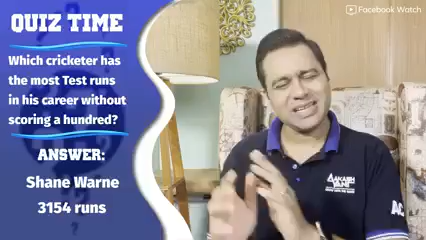 QUIZ TIME
Which cricketer has
the most Test runs
in his career without
scoring a hundred?
ANSWER:
Shane Warne
3154 runs
Facebook Watch
AAKASH
VANI